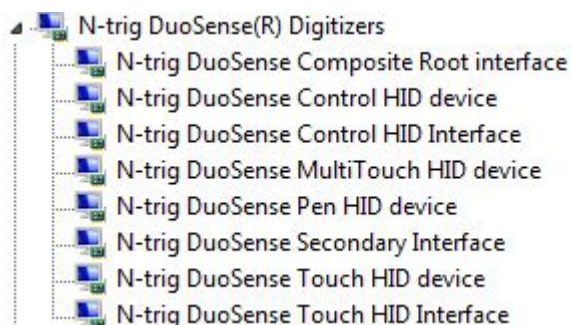 N-trig DuoSense(R) Digitizers
N-trig DuoSense Composite Root interface
N-trig DuoSense Control HID device
N-trig DuoSense Control HID Interface
N-trig DuoSense MultiTouch HID device
N-trig DuoSense Pen HID device
N-trig DuoSense Secondary Interface
N-trig DuoSense Touch HID device
N-trig DuoSense Touch HID Interface